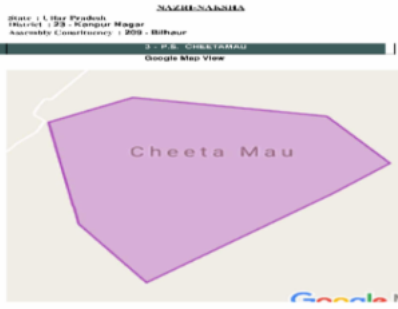 NAZRI-NAKSHA
State : Uttar Pradesh
District : 23 - Kanpur Nagar
Assembly Constituency : 209 - Bilhaur
3 - P.S. CHEETAMAU
Google Map View
Cheeta Mau
Google